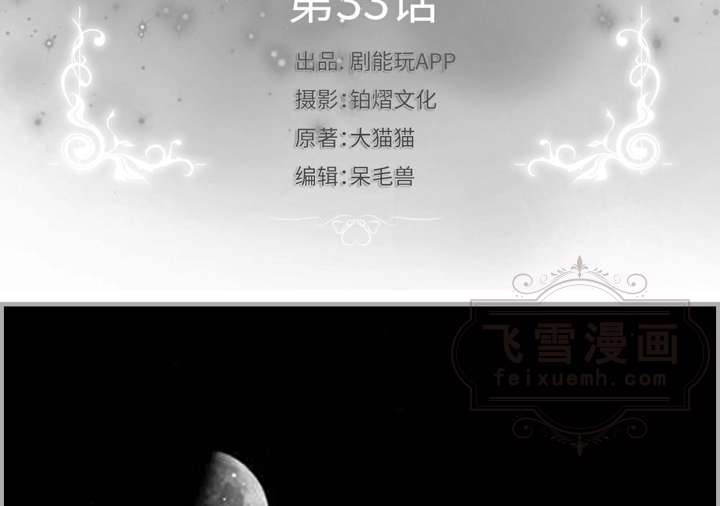 第33话
出品：剧能玩APP
摄影：铂熠文化
原著：大猫猫
编辑：呆毛兽
飞雪漫画
feixuemh.com